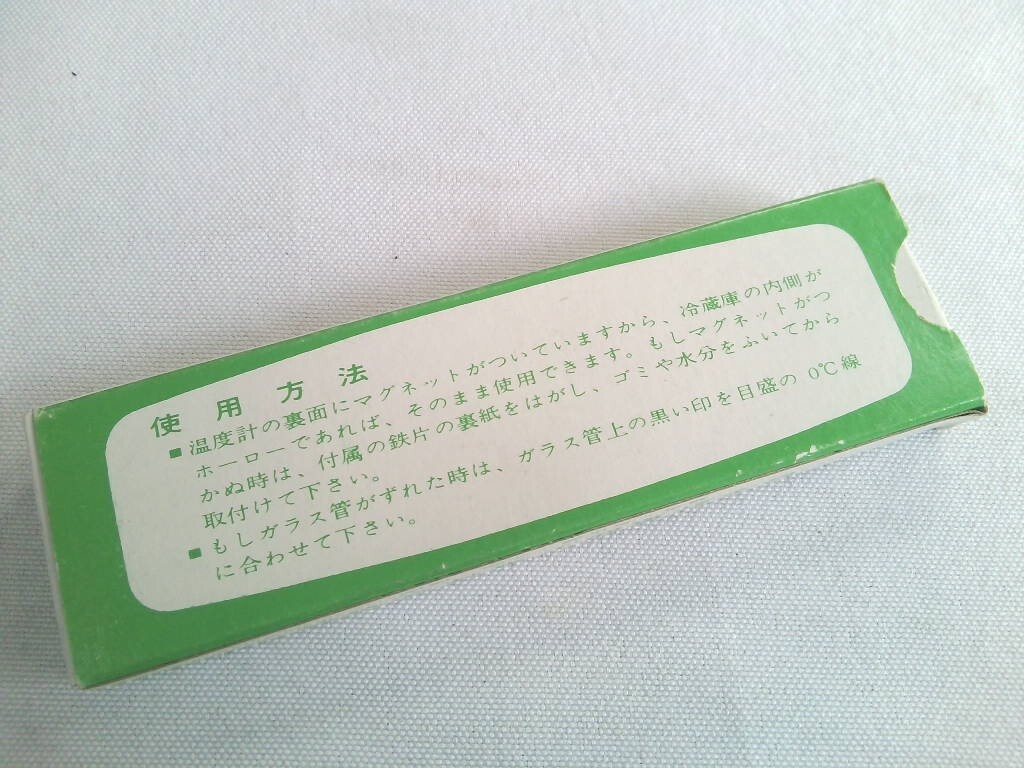 使用方法
■温度計の裏面にマグネットがついていますから、冷蔵庫の内側が
ホーローであれば、そのまま使用できます。もしマグネットがつ
かぬ時は、付属の鉄片の裏紙をはがし、ゴミや水分をふいてから
取付けて下さい。
■もしガラス管がずれた時は、ガラス管上の黒い印を目盛の 0℃線
に合わせて下さい。